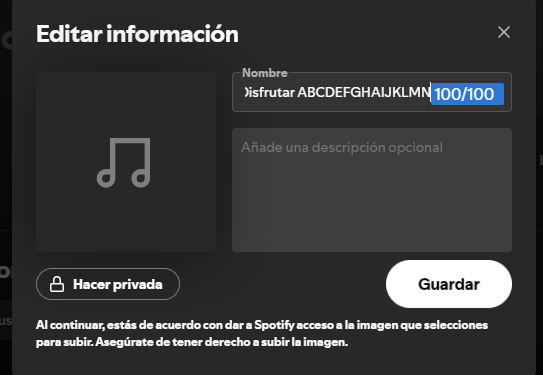 Editar información
Nombre
Disfrutar ABCDEFGHAIJKLMN
100/100
Añade una descripción opcional
Hacer privada
Guardar
Al continuar, estás de acuerdo con dar a Spotify acceso a la imagen que selecciones
para subir. Asegúrate de tener derecho a subir la imagen.